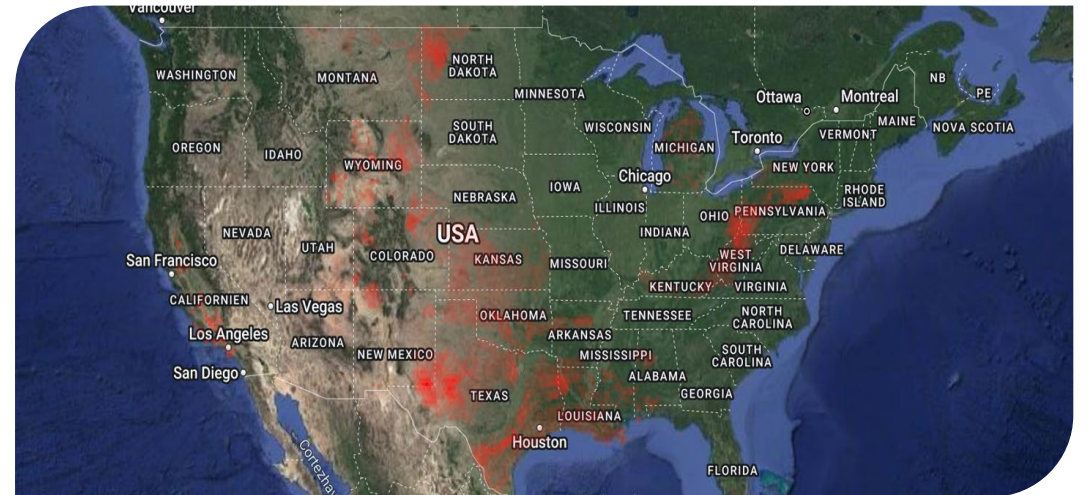 Vancouver
WASHINGTON
MONTANA
NORTH
DAKOTA
MINNESOTA
Ottawa
Montreal
NB
PE
MAINE
NOVA SCOTIA
VERMONT
OREGON
IDAHO
SOUTH
DAKOTA
WISCONSIN
MICHIGAN
Toronto
NEW YORK
WYOMING
Chicago
IOWA
NEBRASKA
ILLINOIS
OHIO
PENNSYLVANIA
RHODE
ISLAND
NEVADA
UTAH
COLORADO
USA
KANSAS
MISSOURI
INDIANA
WEST
VIRGINIA
DELAWARE
San Francisco
KENTUCKY
VIRGINIA
CALIFORNIEN
Las Vegas
Los Angeles
ARIZONA
NEW MEXICO
OKLAHOMA
ARKANSAS
TENNESSEE
NORTH
CAROLINA
San Diego
TEXAS
MISSISSIPPI
ALABAMA
SOUTH
CAROLINA
GEORGIA
LOUISIANA
Houston
FLORIDA